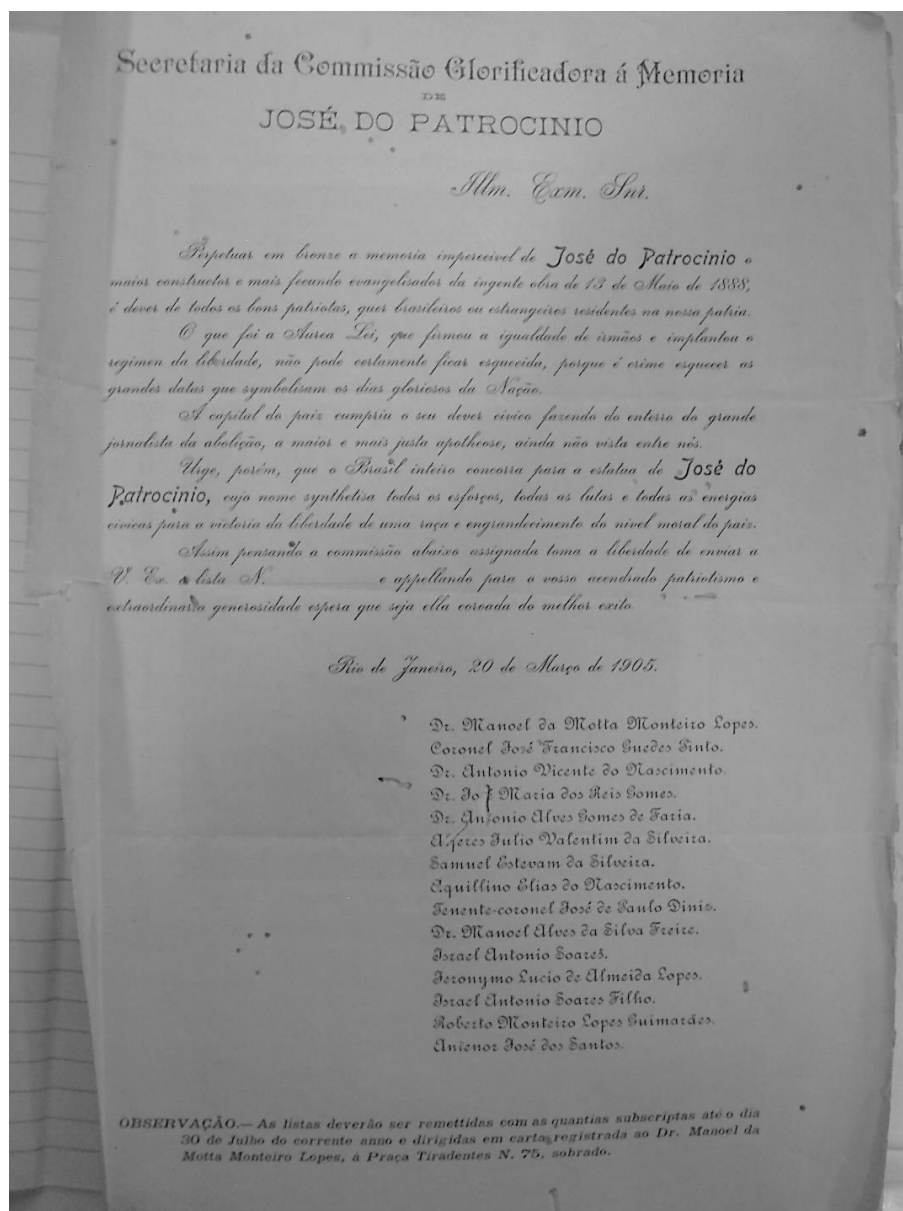 Secretaria da Commissão Glorificadora á Memoria
DE
JOSÉ DO PATROCINIO
Illm. Exm. Snr.
Perpetuar em bronze a memoria imperecivel de José do Patrocinio o
maior constructor e mais fecundo evangelisador da ingente obra de 13 de Maio de 1888,
é dever de todos os bons patriotas, quer brasileiros ou estrangeiros residentes na nossa patria.
O que foi a Aurea Lei, que firmou a igualdade de irmãos e implantou o
regimen da liberdade, não pode certamente ficar esquecida, porque é crime esquecer as
grandes datas que symbolisam os dias gloriosos da Nação.
A capital do paiz cumpriu o seu dever civico fazendo do enterro do grande
jornalista da abolição, a maior e mais justa apotheose, ainda não vista entre nós.
Urge, porém, que o Brasil inteiro concorra para a estatua de José do
Patrocinio, cujo nome synthetisa todos os esforços, todas as lutas e todas as energias
civicas para a victoria da liberdade de uma raça e engrandecimento do nivel moral do paiz.
Assim pensando a commissão abaixo assignada toma a liberdade de enviar a
V. Ex. a lista N. e appellando para o vosso acendrado patriotismo e
extraordinaria generosidade espera que seja ella coroada do melhor exito.
Rio de Janeiro, 20 de Março de 1905.
Dr. Manoel da Motta Monteiro Lopes.
Coronel José Francisco Guedes Pinto.
Dr. Antonio Vicente do Nascimento.
Dr. José Maria dos Reis Gomes.
Dr. Antonio Alves Gomes de Faria.
Alferes Julio Valentim da Silveira.
Samuel Estevam da Silveira.
Aquillino Elias do Nascimento.
Tenente-coronel José de Paulo Diniz.
Dr. Manoel Alves da Silva Freire.
Israel Antonio Soares.
Jeronymo Lucio de Almeida Lopes.
Israel Antonio Soares Filho.
Roberto Monteiro Lopes Guimarães.
Antenor José dos Santos.
OBSERVAÇÃO.— As listas deverão ser remettidas com as quantias subscriptas até o dia
30 de Julho do corrente anno e dirigidas em carta registrada ao Dr. Manoel da
Motta Monteiro Lopes, á Praça Tiradentes N. 75, sobrado.